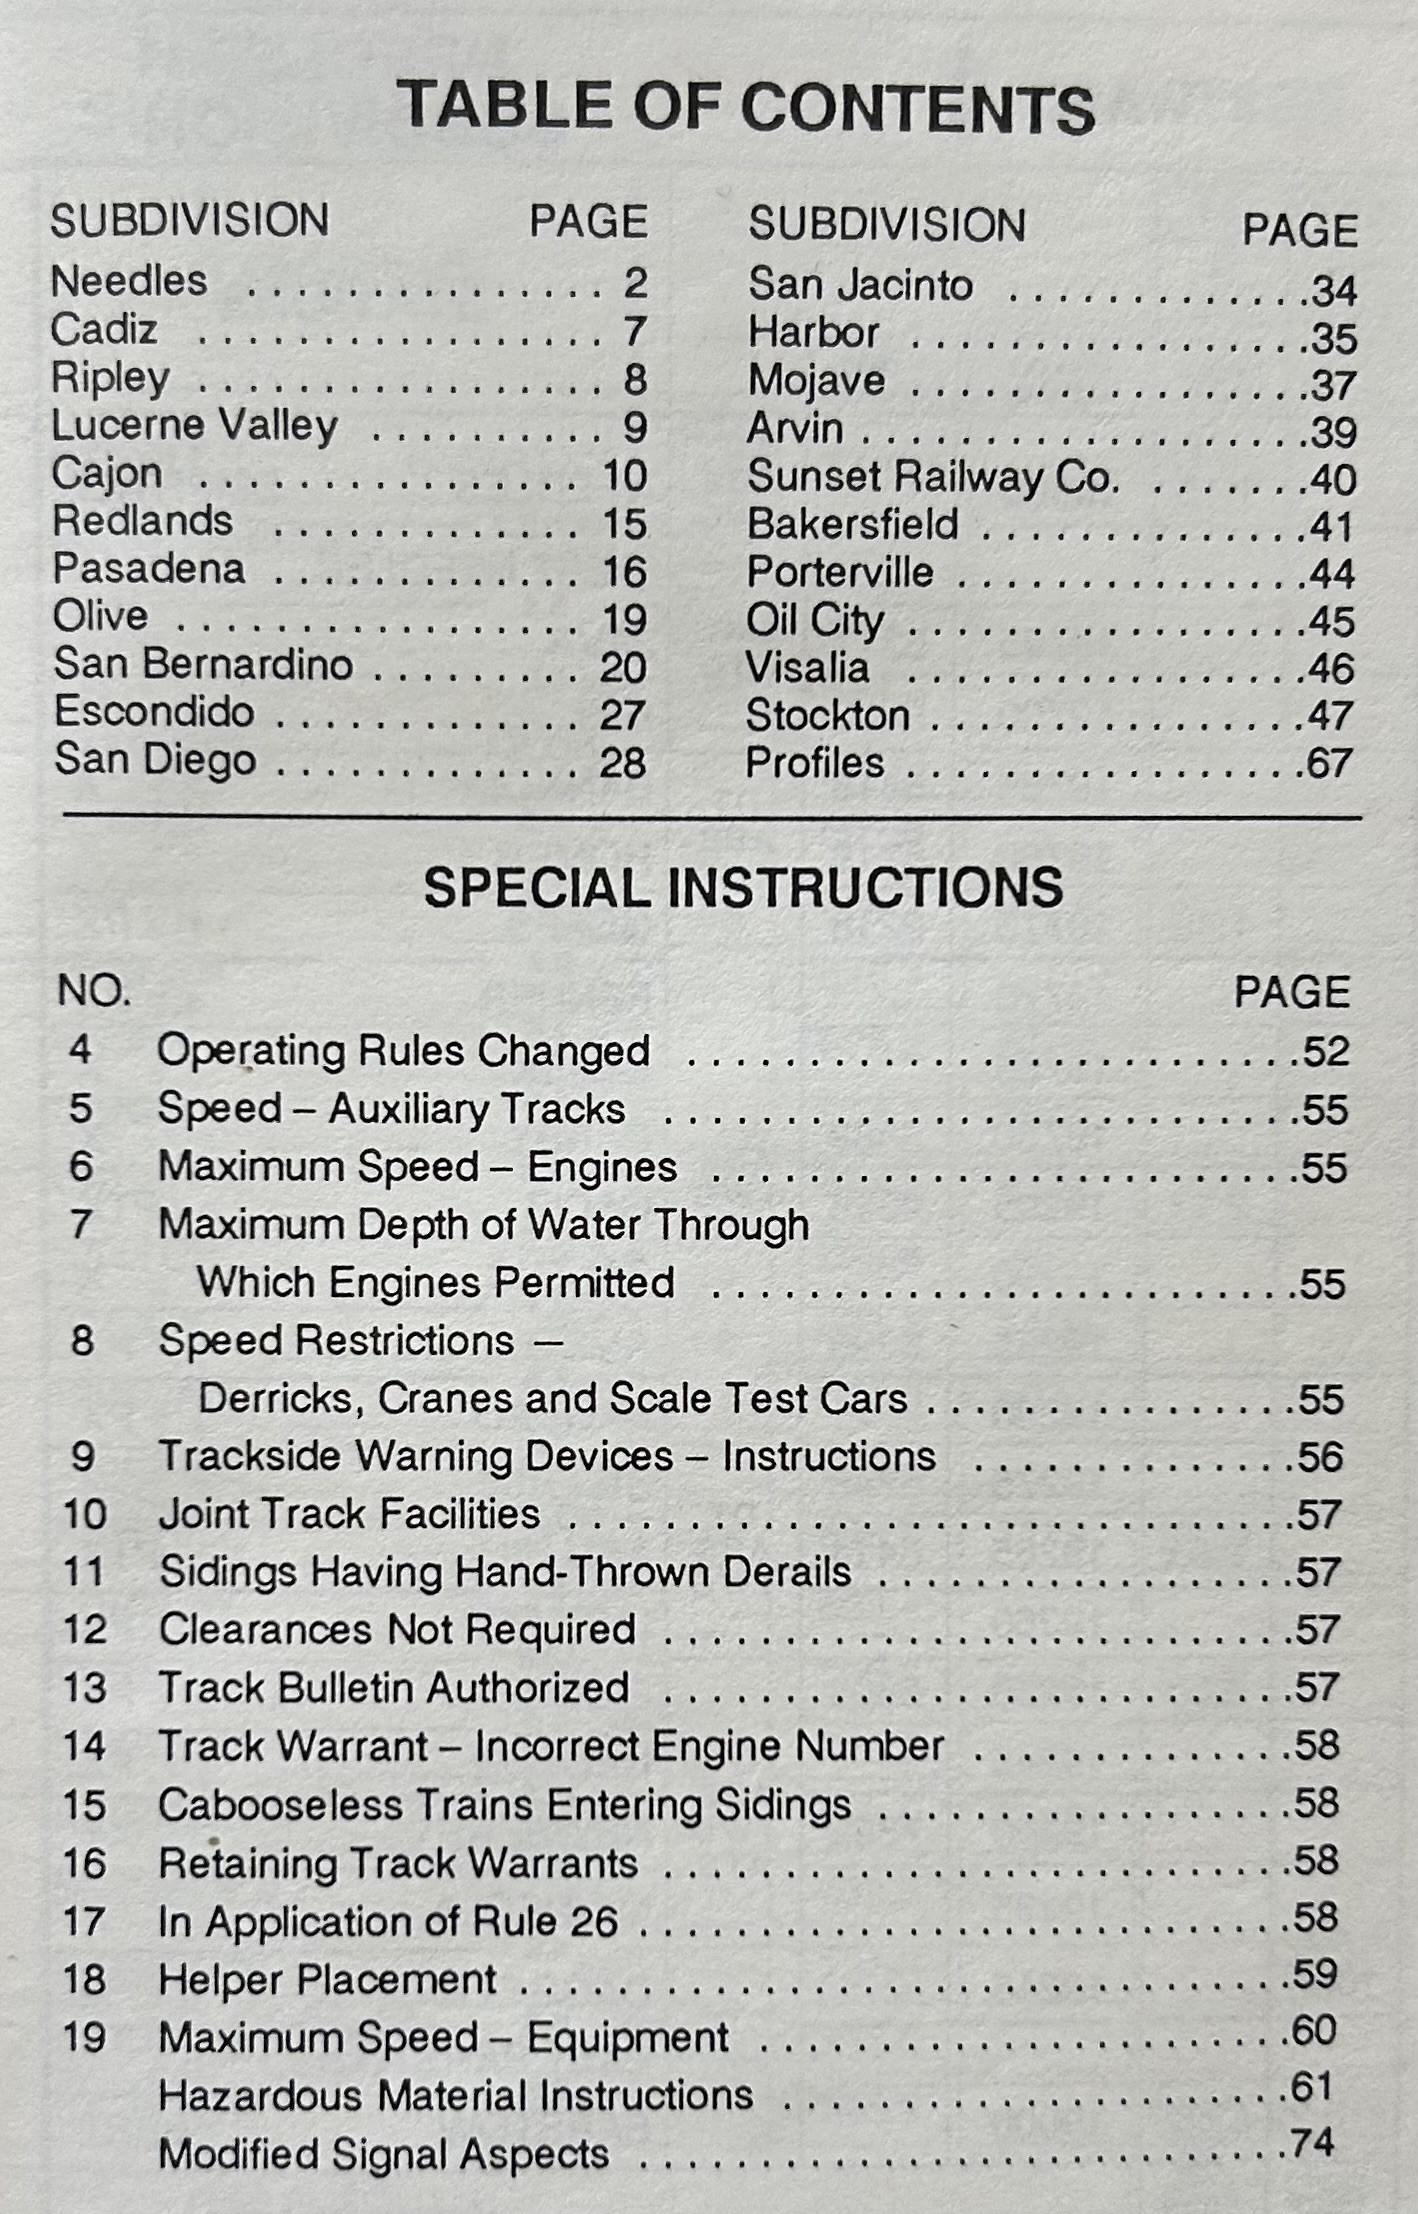 TABLE OF CONTENTS
SUBDIVISION PAGE
Needles ............... 2
Cadiz ................. 7
Ripley ................. 8
Lucerne Valley .......... 9
Cajon ................ 10
Redlands ............. 15
Pasadena ............. 16
Olive ................. 19
San Bernardino ......... 20
Escondido ............. 27
San Diego ............. 28
SUBDIVISION PAGE
San Jacinto .............34
Harbor .................35
Mojave .................37
Arvin ...................39
Sunset Railway Co. .......40
Bakersfield ..............41
Porterville ...............44
Oil City .................45
Visalia .................46
Stockton ................47
Profiles .................67
SPECIAL INSTRUCTIONS
NO. PAGE
4 Operating Rules Changed ..........................52
5 Speed – Auxiliary Tracks ...........................55
6 Maximum Speed – Engines .........................55
7 Maximum Depth of Water Through
Which Engines Permitted .........................55
8 Speed Restrictions –
Derricks, Cranes and Scale Test Cars ................55
9 Trackside Warning Devices – Instructions ..............56
10 Joint Track Facilities ..............................57
11 Sidings Having Hand-Thrown Derails ..................57
12 Clearances Not Required ...........................57
13 Track Bulletin Authorized ...........................57
14 Track Warrant – Incorrect Engine Number ..............58
15 Cabooseless Trains Entering Sidings ..................58
16 Retaining Track Warrants ...........................58
17 In Application of Rule 26 ............................58
18 Helper Placement .................................59
19 Maximum Speed – Equipment .......................60
Hazardous Material Instructions ......................61
Modified Signal Aspects ............................74